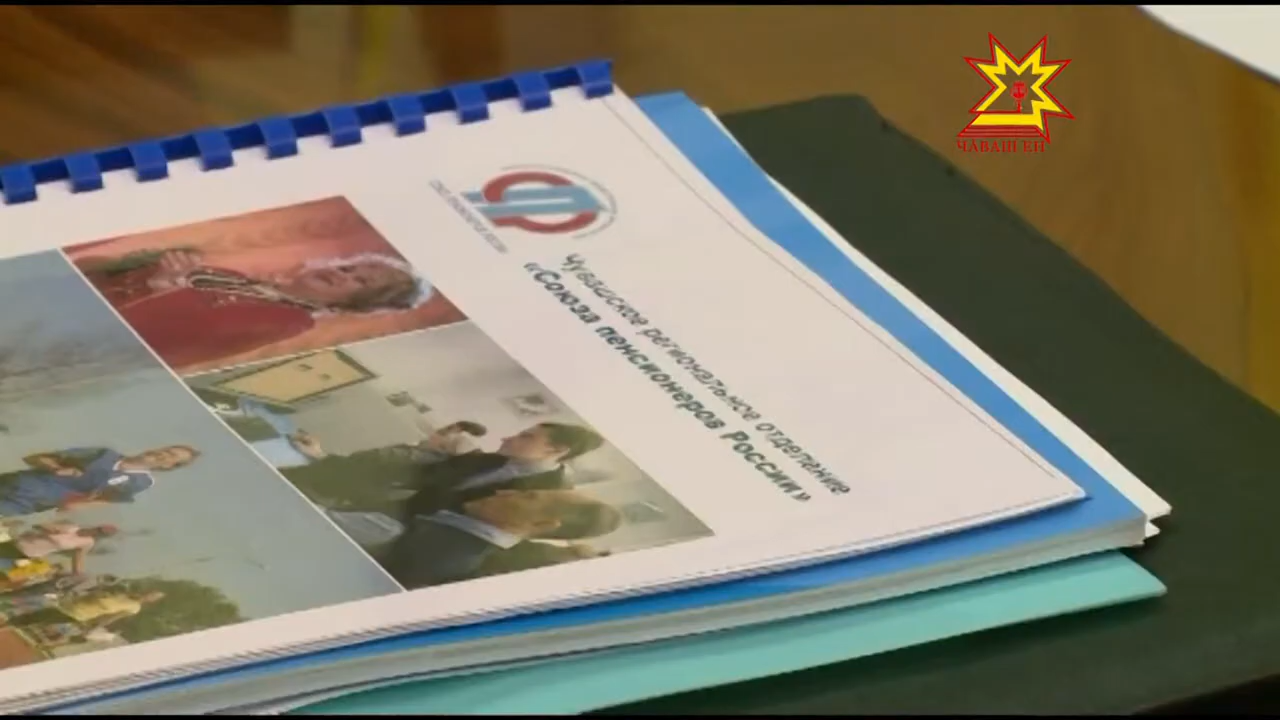 ЧĂВАШ ЕН
Чувашское региональное отделение
«Союза пенсионеров России»